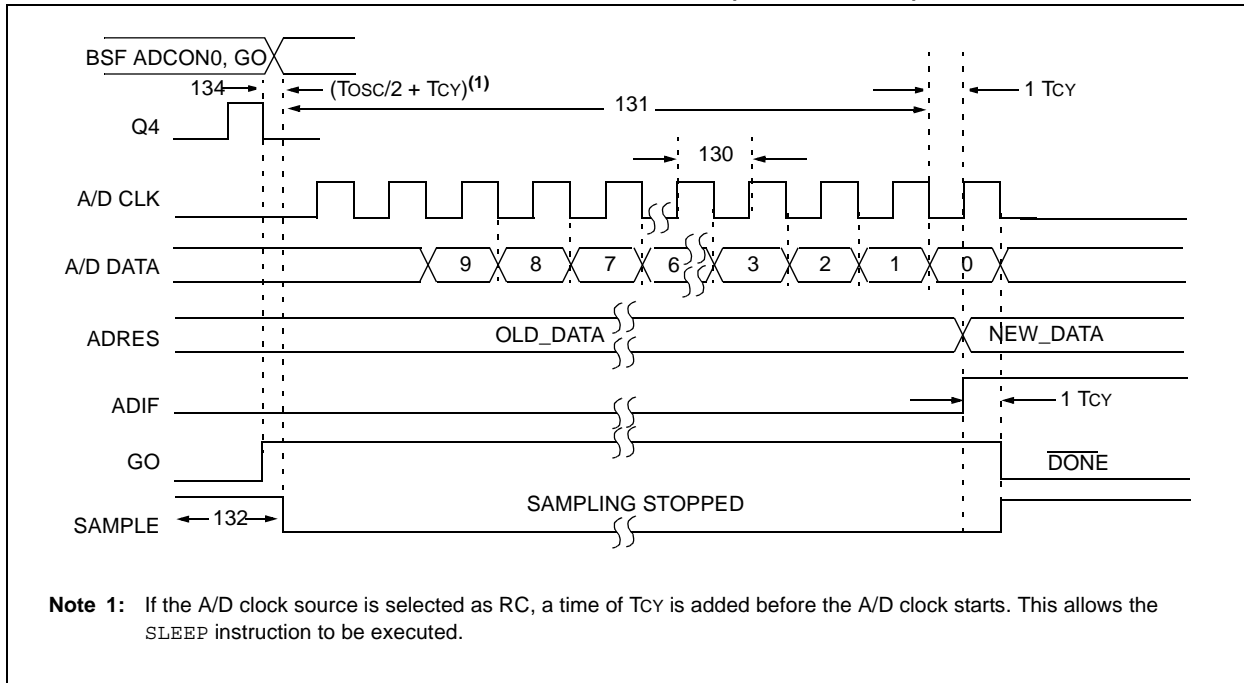 BSF ADCON0, GO
134 (TOSC/2 + TCY)(1) 131 1 TCY
Q4
130
A/D CLK
A/D DATA 9 8 7 6 3 2 1 0
ADRES OLD_DATA NEW_DATA
ADIF 1 TCY
GO DONE
SAMPLING STOPPED
SAMPLE 132
Note 1: If the A/D clock source is selected as RC, a time of TCY is added before the A/D clock starts. This allows the
SLEEP instruction to be executed.